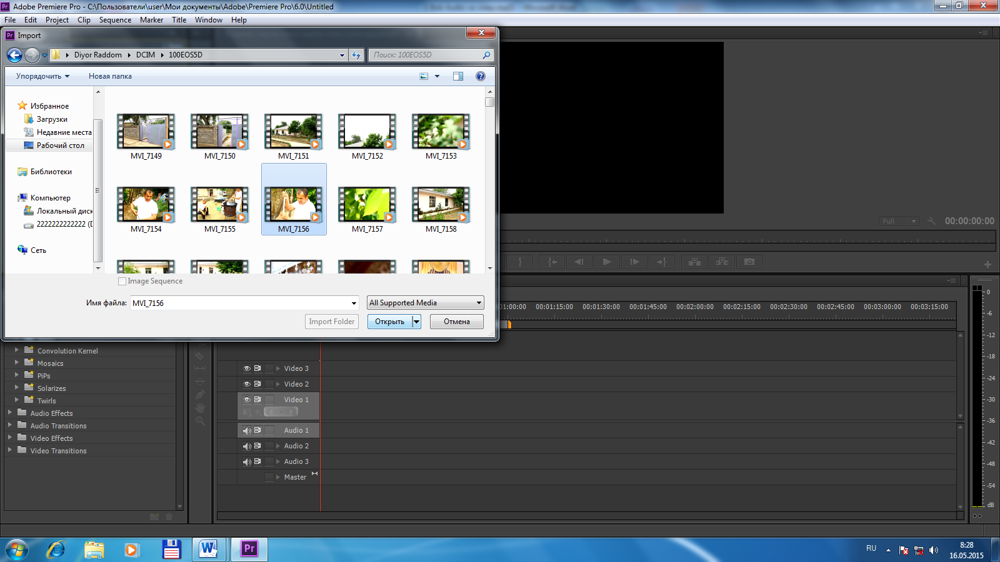 Adobe Premiere Pro - C:\Пользователи\user\Мои документы\Adobe\Premiere Pro\6.0\Untitled
File Edit Project Clip Sequence Marker Title Window Help
Import
Diyor Raddom DCIM 100EOS5D
Поиск: 100EOS5D
Упорядочить Новая папка
Избранное
Загрузки
Недавние места
Рабочий стол
Библиотеки
Компьютер
Локальный диск
2222222222222 (D
Сеть
MVI_7149 MVI_7150 MVI_7151 MVI_7152 MVI_7153
MVI_7154 MVI_7155 MVI_7156 MVI_7157 MVI_7158
Image Sequence
Имя файла: MVI_7156 All Supported Media
Import Folder Открыть Отмена
Full 00:00:00:00
01:00:00 00:01:15:00 00:01:30:00 00:01:45:00 00:02:00:00 00:02:15:00 00:02:30:00 00:02:45:00 00:03:00:00 00:03:15:00
Convolution Kernel
Mosaics
PiPs
Solarizes
Twirls
Audio Effects
Audio Transitions
Video Effects
Video Transitions
Video 3
Video 2
Video 1
Audio 1
Audio 2
Audio 3
Master
0
-6
-12
-18
-24
-30
-36
-42
-48
-54
dB
RU 8:28
16.05.2015